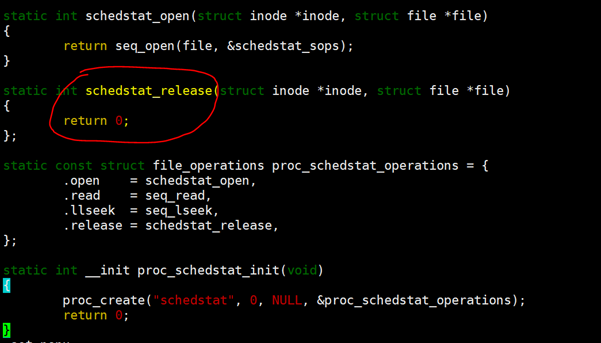 static int schedstat_open(struct inode *inode, struct file *file)
{
        return seq_open(file, &schedstat_sops);
}
static int schedstat_release(struct inode *inode, struct file *file)
{
        return 0;
};
static const struct file_operations proc_schedstat_operations = {
        .open    = schedstat_open,
        .read    = seq_read,
        .llseek  = seq_lseek,
        .release = schedstat_release,
};
static int __init proc_schedstat_init(void)
{
        proc_create("schedstat", 0, NULL, &proc_schedstat_operations);
        return 0;
}